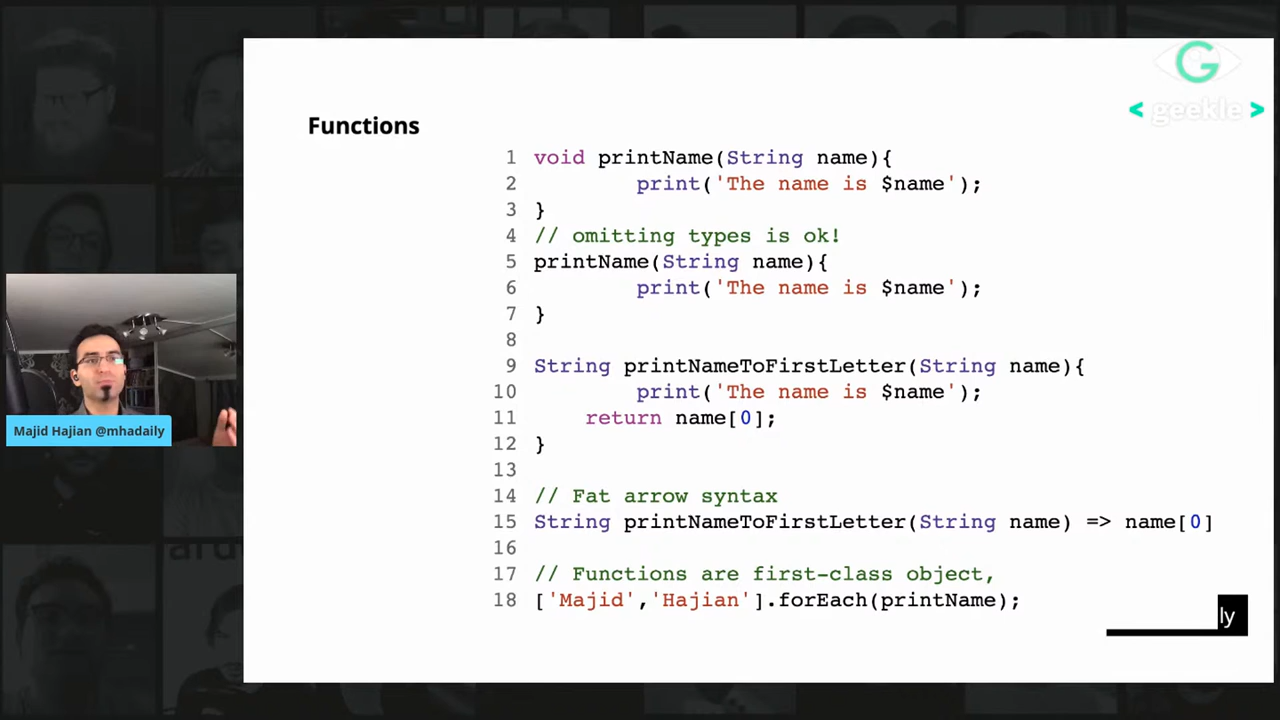 G
< geekle >
Functions
1 void printName(String name){
2 print('The name is $name');
3 }
4 // omitting types is ok!
5 printName(String name){
6 print('The name is $name');
7 }
8
9 String printNameToFirstLetter(String name){
10 print('The name is $name');
11 return name[0];
12 }
13
14 // Fat arrow syntax
15 String printNameToFirstLetter(String name) => name[0]
16
17 // Functions are first-class object,
18 ['Majid','Hajian'].forEach(printName);
Majid Hajian @mhadaily
ly